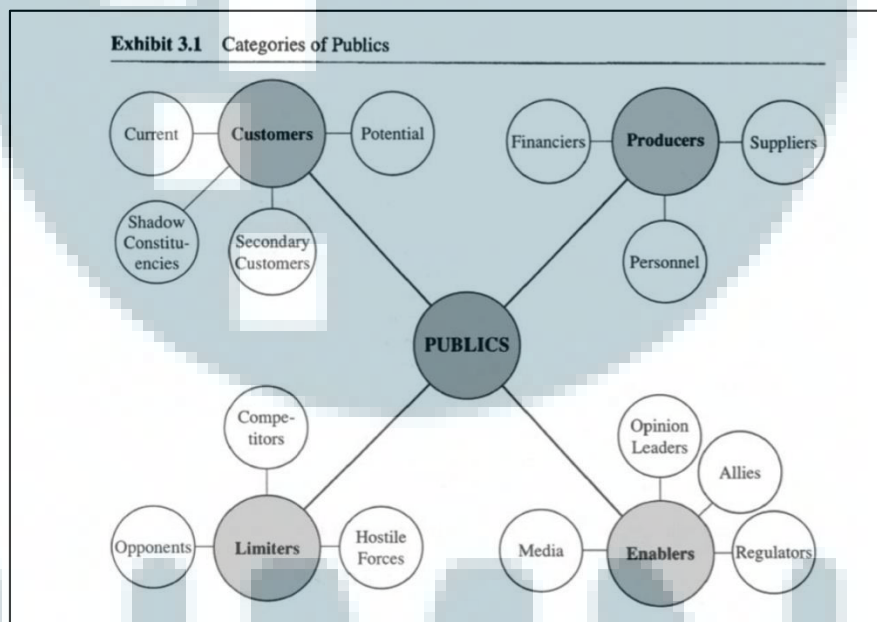 Exhibit 3.1 Categories of Publics
Current
Customers
Potential
Shadow
Constitu-
encies
Secondary
Customers
Financiers
Producers
Suppliers
Personnel
PUBLICS
Compe-
titors
Opponents
Limiters
Hostile
Forces
Opinion
Leaders
Allies
Media
Enablers
Regulators